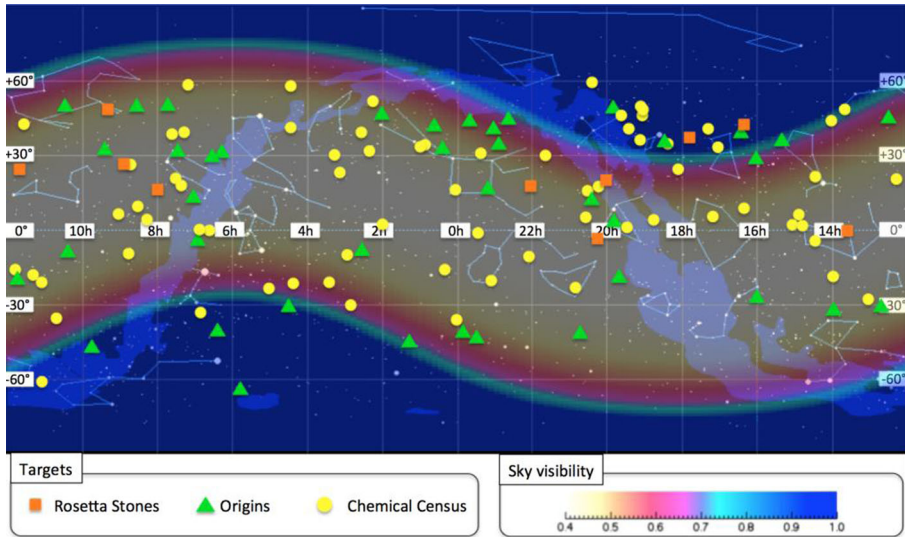 +60° +60°
+30° +30°
0° 10h 8h 6h 4h 2h 0h 22h 20h 18h 16h 14h 0°
-30° -30°
-60° -60°
Targets
Rosetta Stones Origins Chemical Census
Sky visibility
0.4 0.5 0.6 0.7 0.8 0.9 1.0